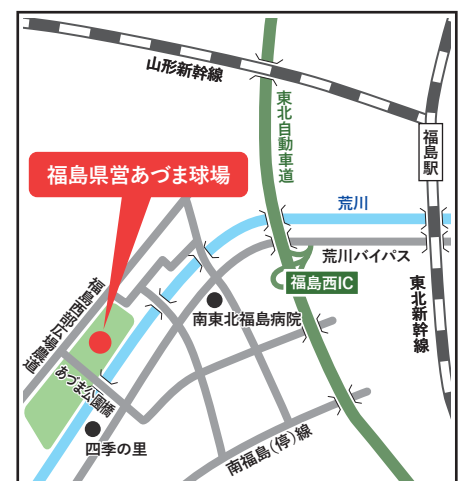 山形新幹線
東北自動車道
福島駅
福島県営あづま球場
荒川
荒川バイパス
福島西IC
東北新幹線
福島西部広場農道
南東北福島病院
あづま公園橋
四季の里
南福島(停)線